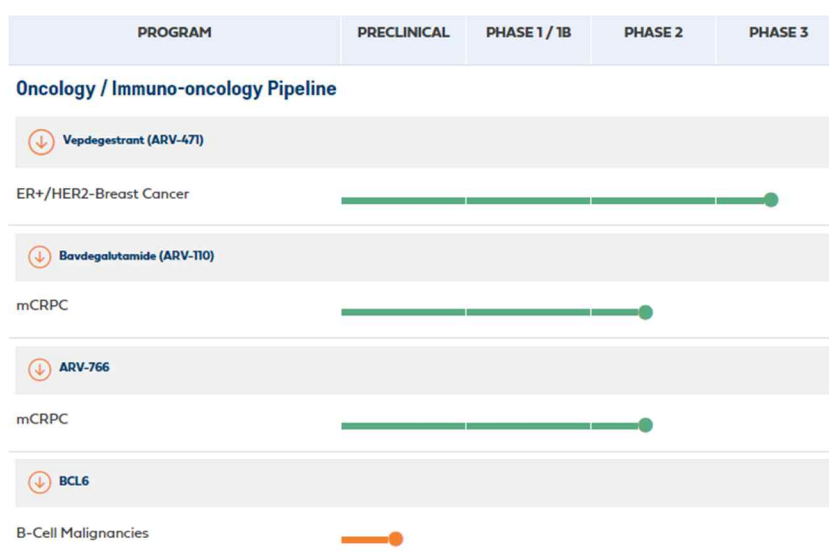 PROGRAM PRECLINICAL PHASE 1 / 1B PHASE 2 PHASE 3
Oncology / Immuno-oncology Pipeline
Vepdegestrant (ARV-471)
ER+/HER2-Breast Cancer
Bavdegalutamide (ARV-110)
mCRPC
ARV-766
mCRPC
BCL6
B-Cell Malignancies